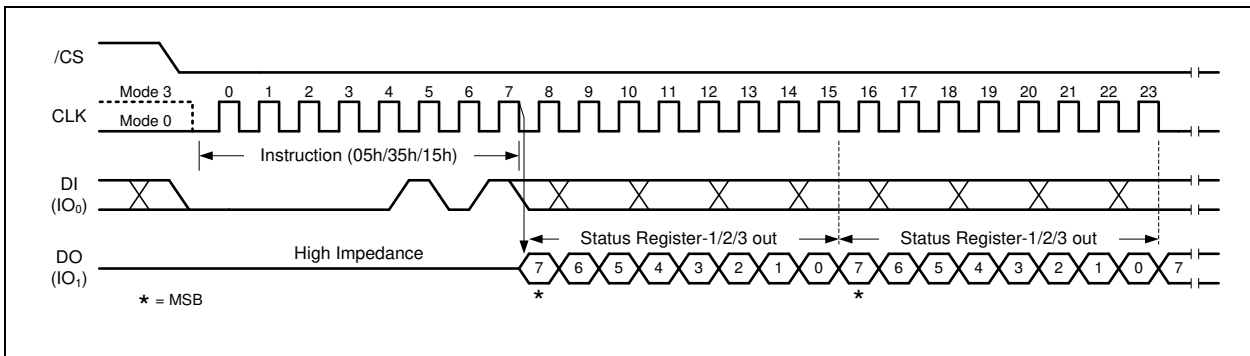 /CS
Mode 3
0 1 2 3 4 5 6 7 8 9 10 11 12 13 14 15 16 17 18 19 20 21 22 23
CLK
Mode 0
Instruction (05h/35h/15h)
DI
(IO₀)
Status Register-1/2/3 out Status Register-1/2/3 out
High Impedance
DO
(IO₁)
7 6 5 4 3 2 1 0 7 6 5 4 3 2 1 0 7
* *
* = MSB